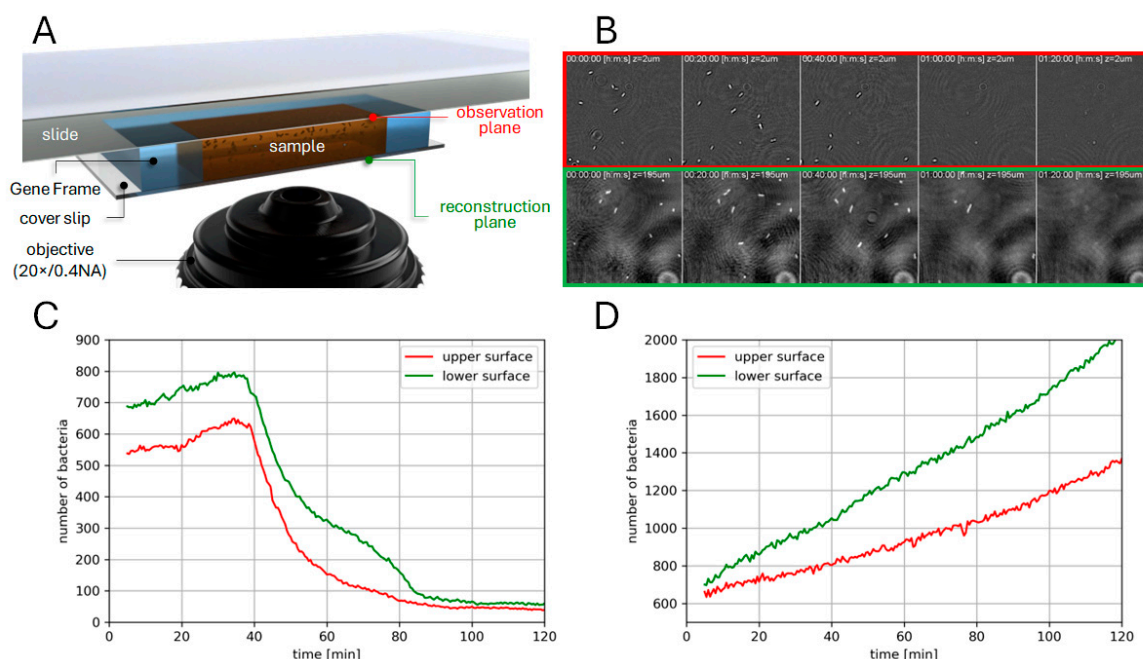 A
slide
Gene Frame
cover slip
objective
(20×/0.4NA)
sample
observation
plane
reconstruction
plane
B
00:00:00 [h:m:s] z=2um
00:20:00 [h:m:s] z=2um
00:40:00 [h:m:s] z=2um
01:00:00 [h:m:s] z=2um
01:20:00 [h:m:s] z=2um
00:00:00 [h:m:s] z=195um
00:20:00 [h:m:s] z=195um
00:40:00 [h:m:s] z=195um
01:00:00 [h:m:s] z=195um
01:20:00 [h:m:s] z=195um
C
900
800
700
600
500
400
300
200
100
0
number of bacteria
upper surface
lower surface
0 20 40 60 80 100 120
time [min]
D
2000
1800
1600
1400
1200
1000
800
600
number of bacteria
upper surface
lower surface
0 20 40 60 80 100 120
time [min]